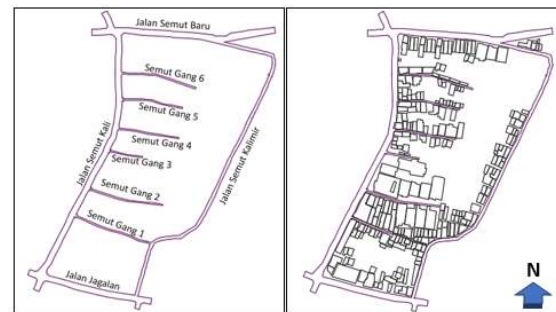 Jalan Semut Baru
Semut Gang 6
Semut Gang 5
Semut Gang 4
Semut Gang 3
Jalan Semut Kali
Jalan Semut Kalimir
Semut Gang 2
Semut Gang 1
Jalan Jagalan
N